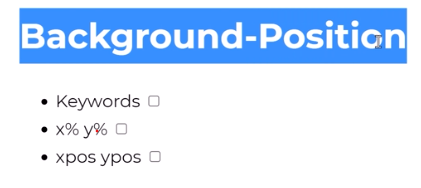 Background-Position
Keywords
x% y%
xpos ypos